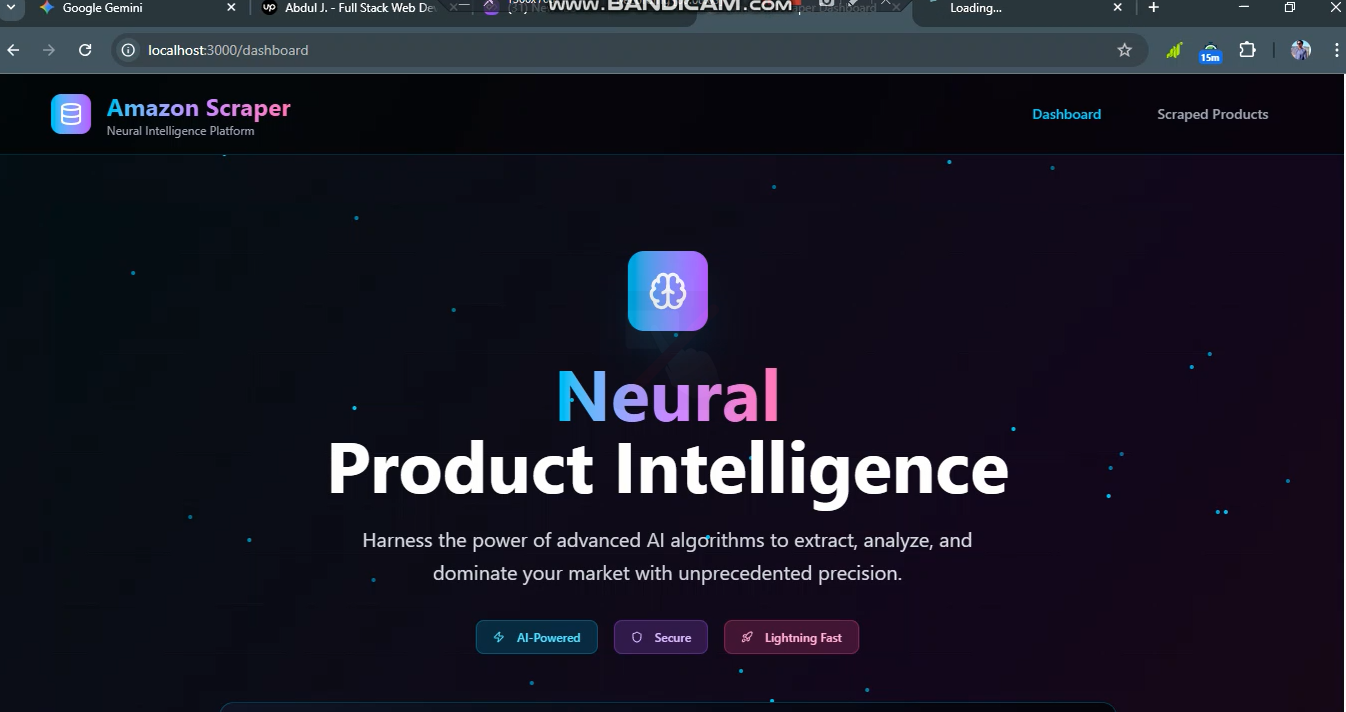 Google Gemini
Abdul J. - Full Stack Web De
www.BANDICAM.com
Loading...
localhost:3000/dashboard
15m
Amazon Scraper
Neural Intelligence Platform
Dashboard
Scraped Products
Neural
Product Intelligence
Harness the power of advanced AI algorithms to extract, analyze, and
dominate your market with unprecedented precision.
AI-Powered
Secure
Lightning Fast